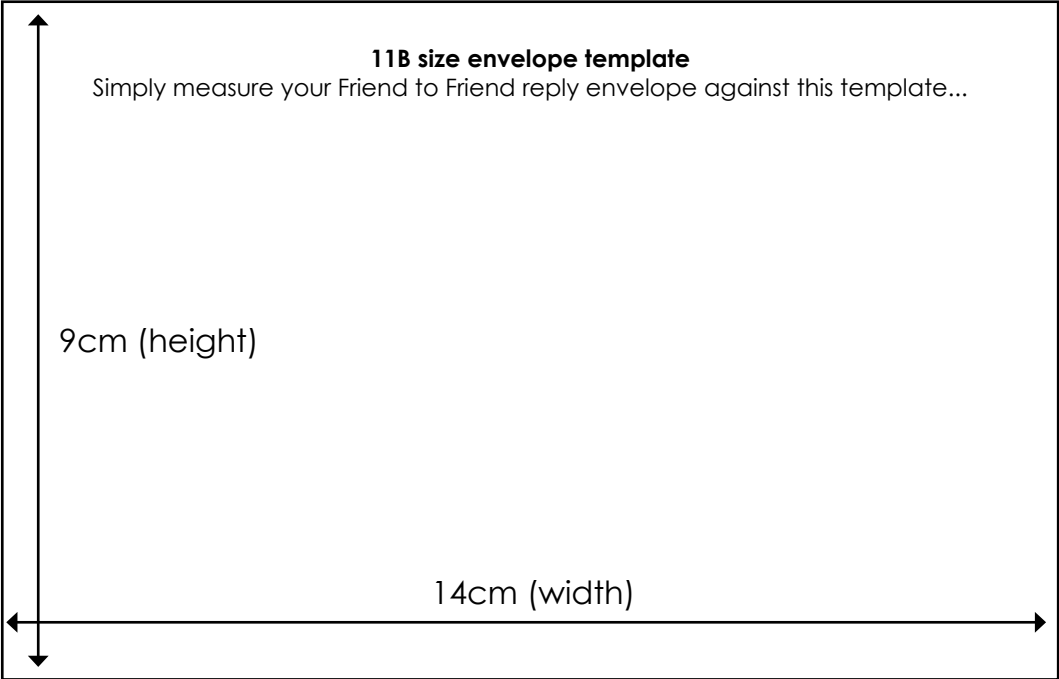 11B size envelope template
Simply measure your Friend to Friend reply envelope against this template...
9cm (height)
14cm (width)